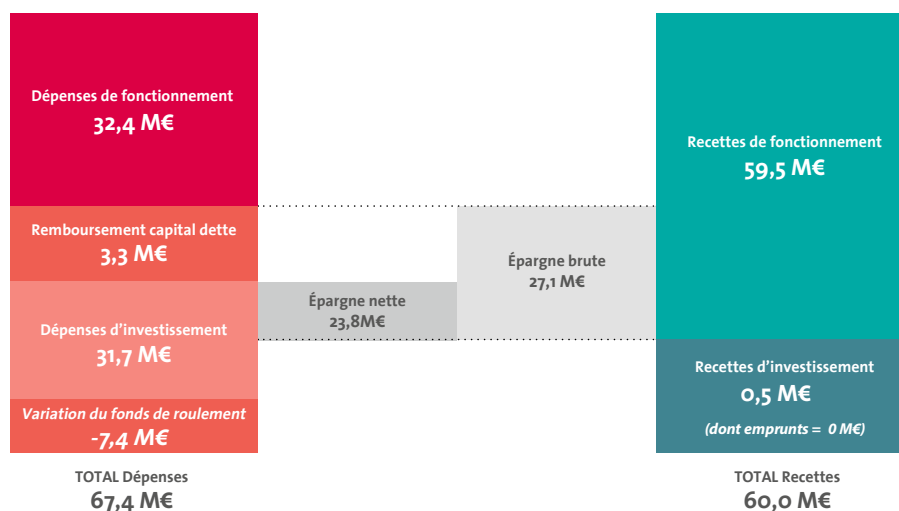 Dépenses de fonctionnement
32,4 M€
Remboursement capital dette
3,3 M€
Dépenses d'investissement
31,7 M€
Variation du fonds de roulement
-7,4 M€
TOTAL Dépenses
67,4 M€
Épargne nette
23,8M€
Épargne brute
27,1 M€
Recettes de fonctionnement
59,5 M€
Recettes d'investissement
0,5 M€
(dont emprunts = 0 M€)
TOTAL Recettes
60,0 M€